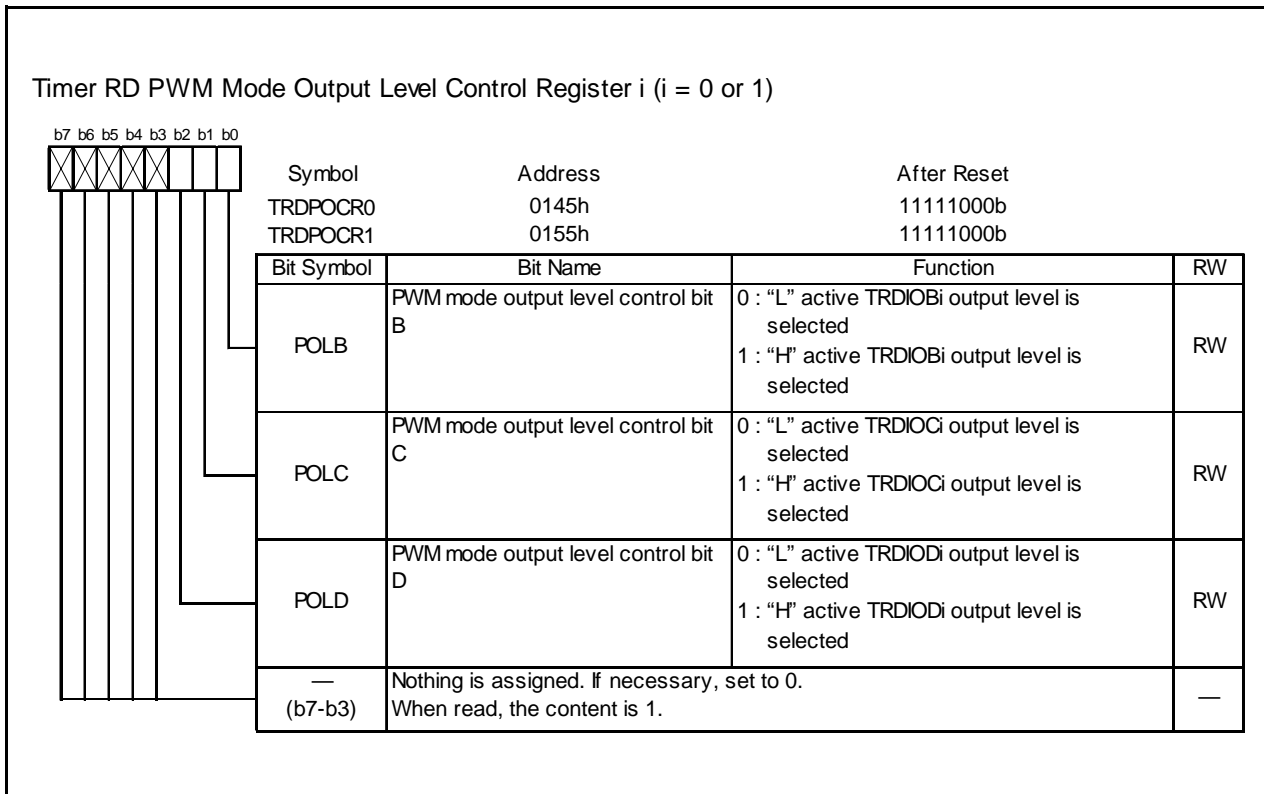 Timer RD PWM Mode Output Level Control Register i (i = 0 or 1)
b7 b6 b5 b4 b3 b2 b1 b0
Symbol Address After Reset
TRDPOCR0 0145h 11111000b
TRDPOCR1 0155h 11111000b
Bit Symbol Bit Name Function RW
POLB
PWM mode output level control bit
B
0 : “L” active TRDIOBi output level is
selected
1 : “H” active TRDIOBi output level is
selected
RW
POLC
PWM mode output level control bit
C
0 : “L” active TRDIOCi output level is
selected
1 : “H” active TRDIOCi output level is
selected
RW
POLD
PWM mode output level control bit
D
0 : “L” active TRDIODi output level is
selected
1 : “H” active TRDIODi output level is
selected
RW
—
(b7-b3)
Nothing is assigned. If necessary, set to 0.
When read, the content is 1.
—